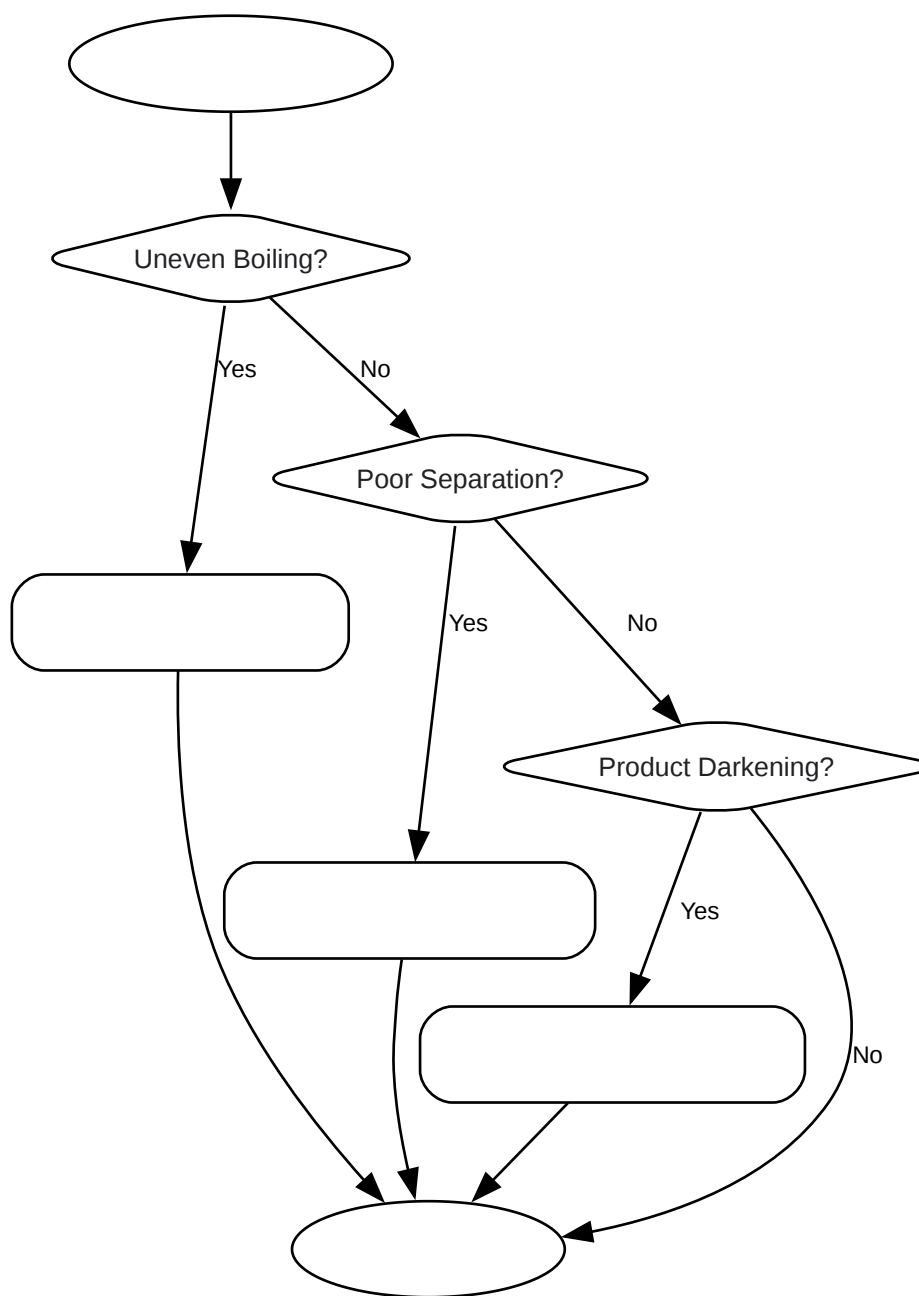 Uneven Boiling?
Yes
No
Poor Separation?
Yes
No
Product Darkening?
Yes
No